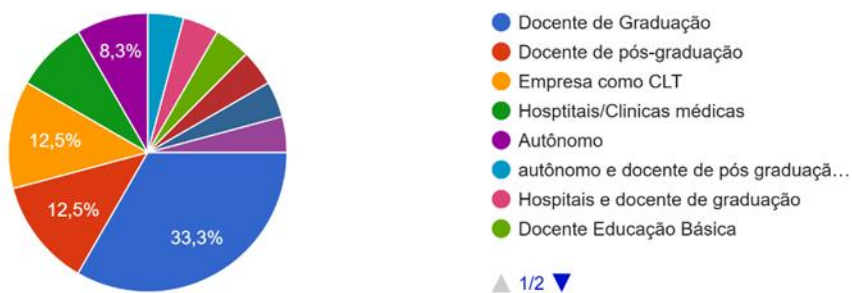 8,3%
12,5%
12,5%
33,3%
Docente de Graduação
Docente de pós-graduação
Empresa como CLT
Hosptitais/Clinicas médicas
Autônomo
autônomo e docente de pós graduaçã…
Hospitais e docente de graduação
Docente Educação Básica
1/2